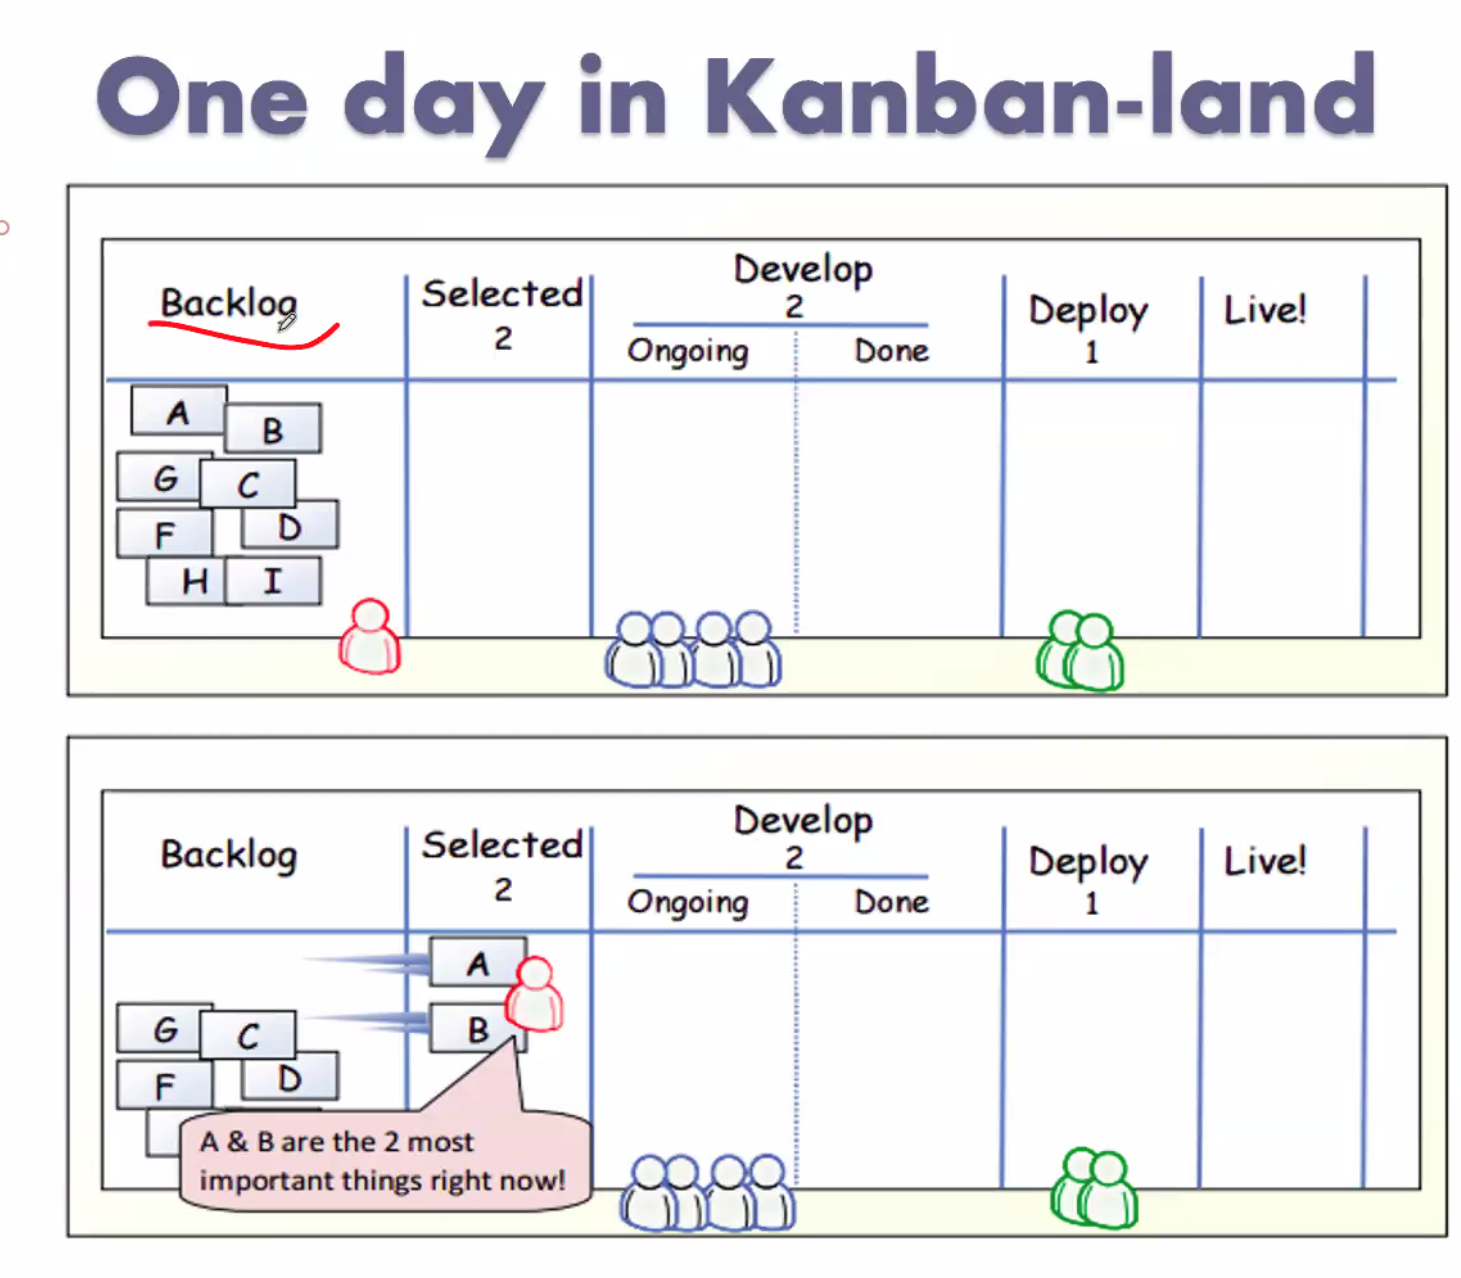 One day in Kanban-land
Backlog
Selected
2
Develop
2
Ongoing
Done
Deploy
1
Live!
A
B
G
C
F
D
H
I
Backlog
Selected
2
Develop
2
Ongoing
Done
Deploy
1
Live!
A
B
G
C
F
D
A & B are the 2 most
important things right now!